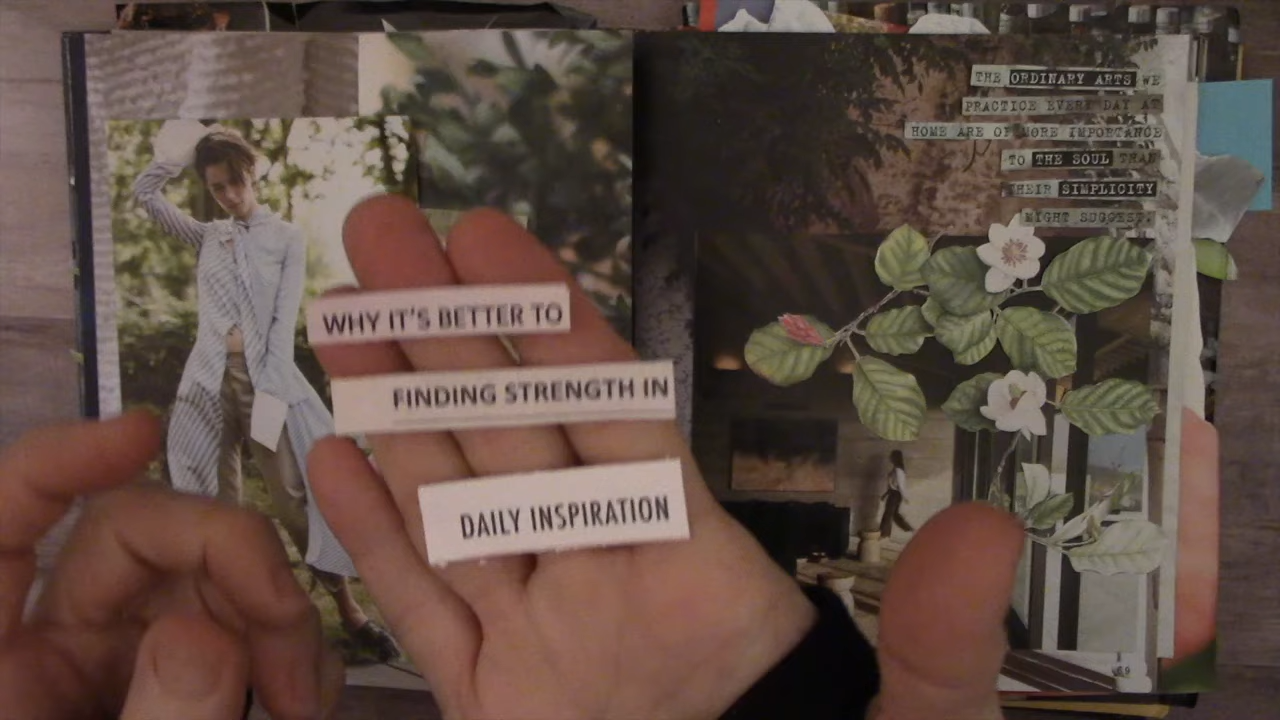 WHY IT'S BETTER TO
FINDING STRENGTH IN
DAILY INSPIRATION
THE ORDINARY ARTS WE
PRACTICE EVERY DAY AT
HOME ARE OF MORE IMPORTANCE
TO THE SOUL THAN
THEIR SIMPLICITY
MIGHT SUGGEST.